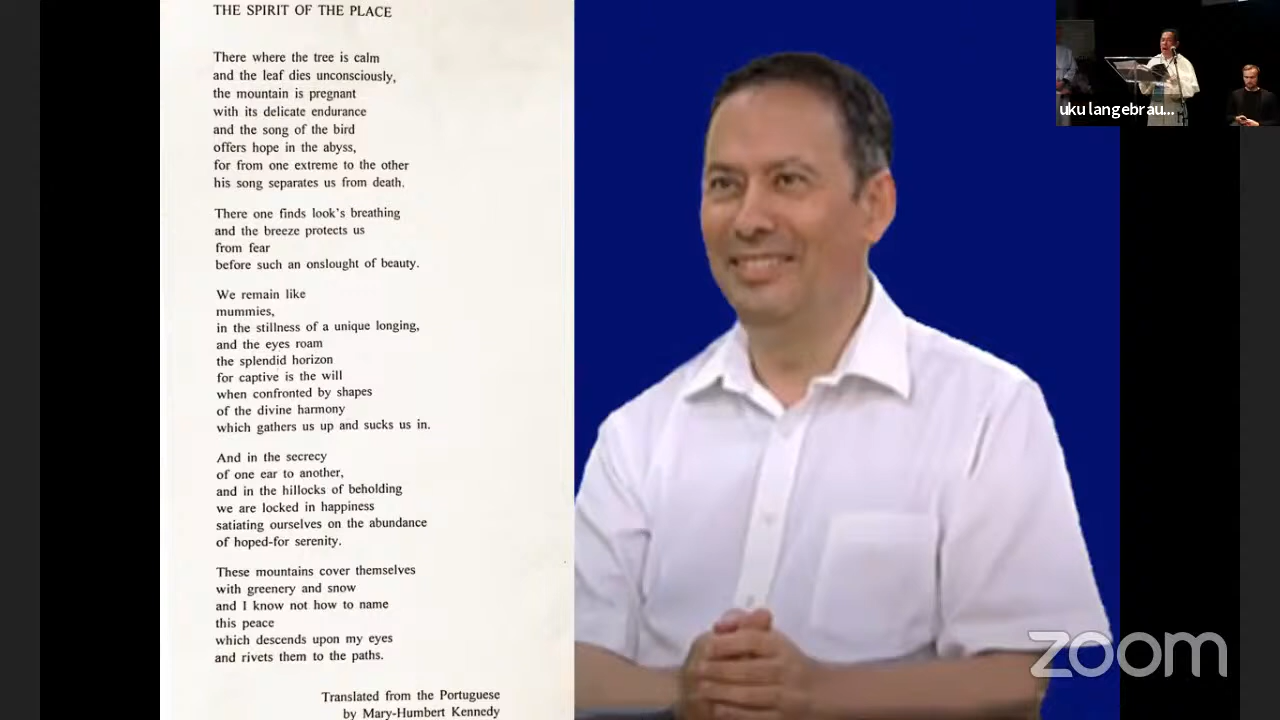 THE SPIRIT OF THE PLACE
There where the tree is calm
and the leaf dies unconsciously,
the mountain is pregnant
with its delicate endurance
and the song of the bird
offers hope in the abyss,
for from one extreme to the other
his song separates us from death.
There one finds look's breathing
and the breeze protects us
from fear
before such an onslought of beauty.
We remain like
mummies,
in the stillness of a unique longing,
and the eyes roam
the splendid horizon
for captive is the will
when confronted by shapes
of the divine harmony
which gathers us up and sucks us in.
And in the secrecy
of one ear to another,
and in the hillocks of beholding
we are locked in happiness
satiating ourselves on the abundance
of hoped-for serenity.
These mountains cover themselves
with greenery and snow
and I know not how to name
this peace
which descends upon my eyes
and rivets them to the paths.
Translated from the Portuguese
by Mary-Humbert Kennedy
uku langebrau...
zoom